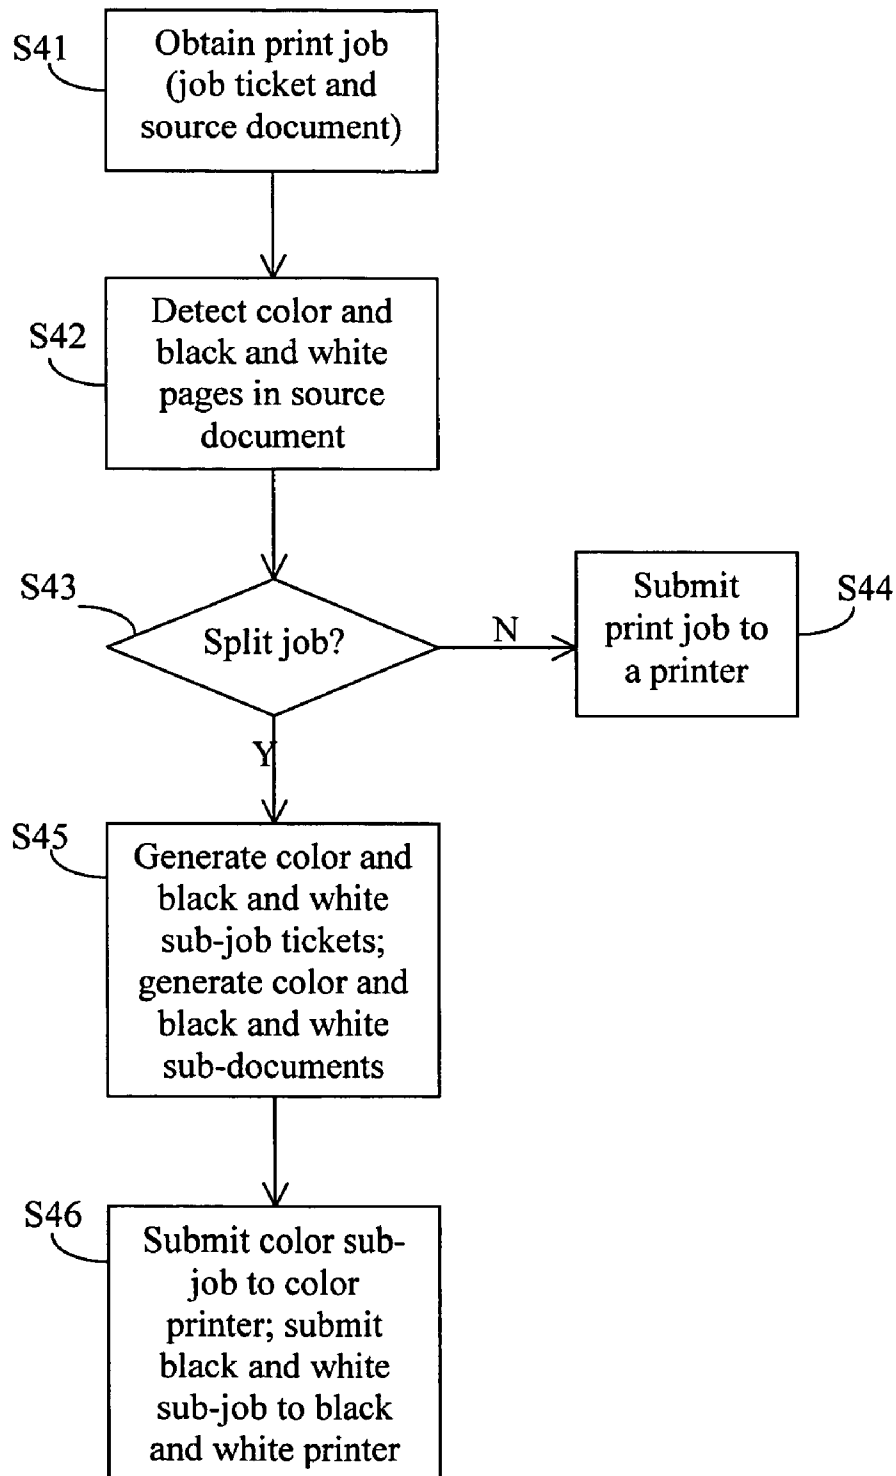 S41
Obtain print job
(job ticket and
source document)
S42
Detect color and
black and white
pages in source
document
S43
Split job?
N
Submit
print job to
a printer
S44
Y
S45
Generate color and
black and white
sub-job tickets;
generate color and
black and white
sub-documents
S46
Submit color sub-
job to color
printer; submit
black and white
sub-job to black
and white printer